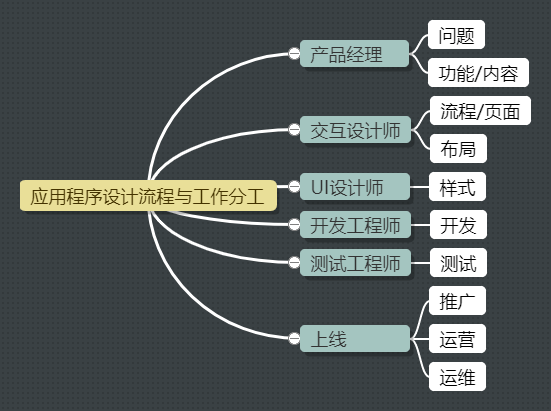 应用程序设计流程与工作分工
产品经理
问题
功能/内容
交互设计师
流程/页面
布局
UI设计师
样式
开发工程师
开发
测试工程师
测试
上线
推广
运营
运维